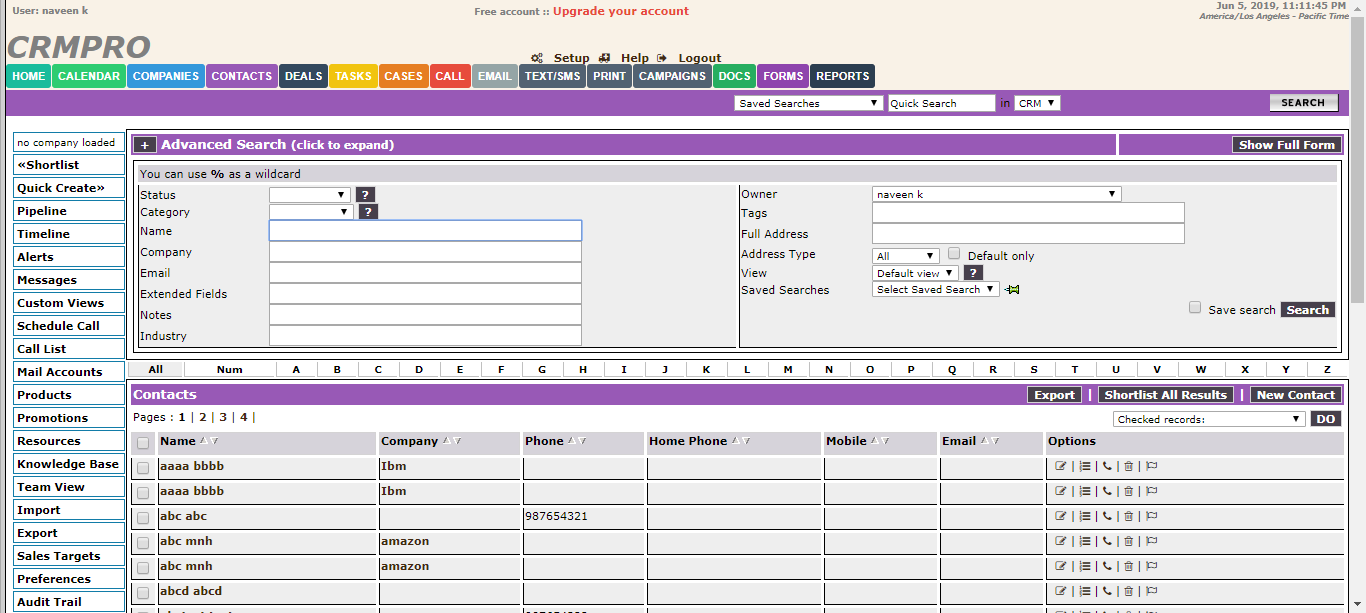 User: naveen k
Free account :: Upgrade your account
Jun 5, 2019, 11:11:45 PM
America/Los Angeles - Pacific Time
CRMPRO
Setup Help Logout
HOME CALENDAR COMPANIES CONTACTS DEALS TASKS CASES CALL EMAIL TEXT/SMS PRINT CAMPAIGNS DOCS FORMS REPORTS
Saved Searches Quick Search in CRM SEARCH
no company loaded
«Shortlist
Quick Create»
Pipeline
Timeline
Alerts
Messages
Custom Views
Schedule Call
Call List
Mail Accounts
Products
Promotions
Resources
Knowledge Base
Team View
Import
Export
Sales Targets
Preferences
Audit Trail
+ Advanced Search (click to expand) Show Full Form
You can use % as a wildcard
Status ?
Category ?
Name
Company
Email
Extended Fields
Notes
Industry
Owner naveen k
Tags
Full Address
Address Type All Default only
View Default view ?
Saved Searches Select Saved Search
Save search Search
All Num A B C D E F G H I J K L M N O P Q R S T U V W X Y Z
Contacts Export | Shortlist All Results | New Contact
Pages : 1 | 2 | 3 | 4 |
Checked records: DO
Name Company Phone Home Phone Mobile Email Options
aaaa bbbb Ibm | | | |
aaaa bbbb Ibm | | | |
abc abc 987654321 | | | |
abc mnh amazon | | | |
abc mnh amazon | | | |
abcd abcd | | | |